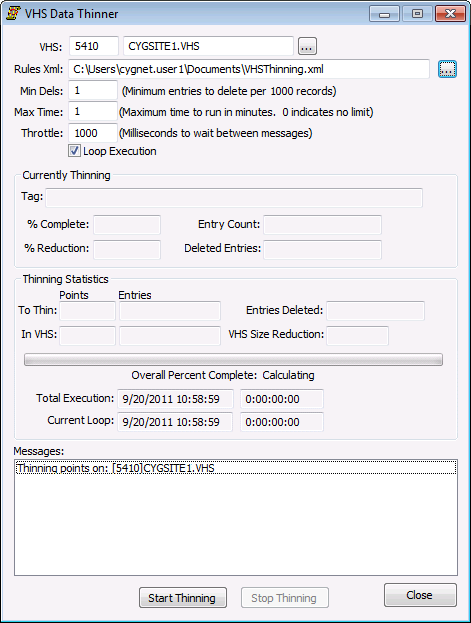 VHS Data Thinner
VHS: 5410 CYGSITE1.VHS ...
Rules Xml: C:\Users\cygnet.user1\Documents\VHSThinning.xml ...
Min Dels: 1 (Minimum entries to delete per 1000 records)
Max Time: 1 (Maximum time to run in minutes. 0 indicates no limit)
Throttle: 1000 (Milliseconds to wait between messages)
Loop Execution
Currently Thinning
Tag:
% Complete: Entry Count:
% Reduction: Deleted Entries:
Thinning Statistics
Points Entries
To Thin: Entries Deleted:
In VHS: VHS Size Reduction:
Overall Percent Complete: Calculating
Total Execution: 9/20/2011 10:58:59 0:00:00:00
Current Loop: 9/20/2011 10:58:59 0:00:00:00
Messages:
Thinning points on: [5410]CYGSITE1.VHS
Start Thinning Stop Thinning Close